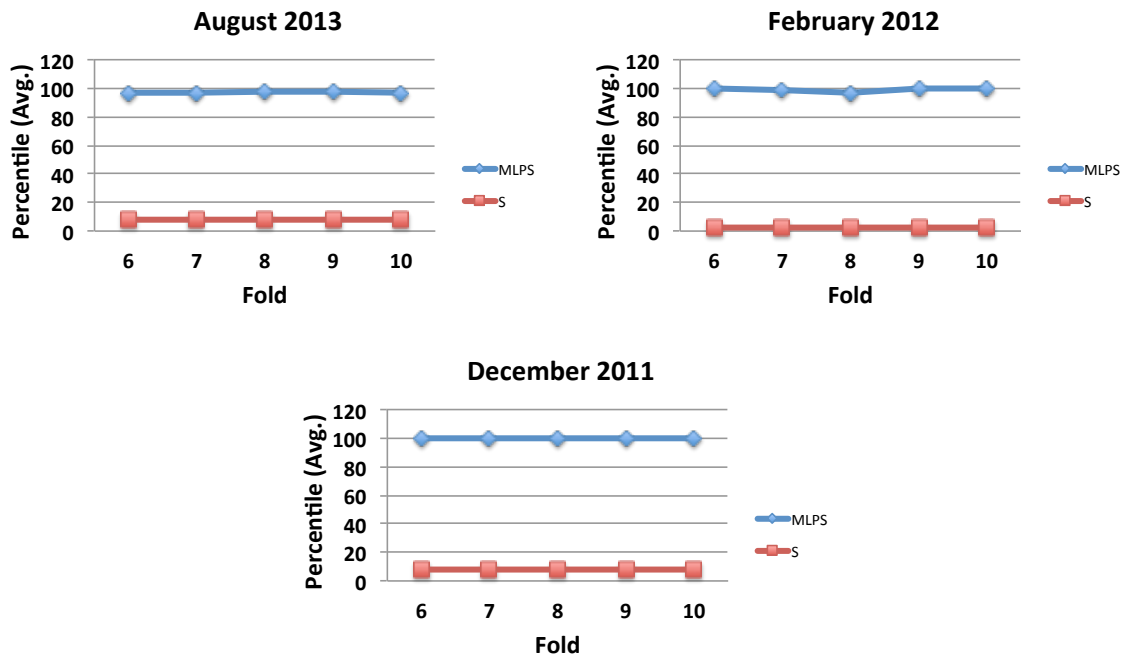 August 2013
Percentile (Avg.)
120
100
80
60
40
20
0
6 7 8 9 10
Fold
MLPS
S
February 2012
Percentile (Avg.)
120
100
80
60
40
20
0
6 7 8 9 10
Fold
MLPS
S
December 2011
Percentile (Avg.)
120
100
80
60
40
20
0
6 7 8 9 10
Fold
MLPS
S